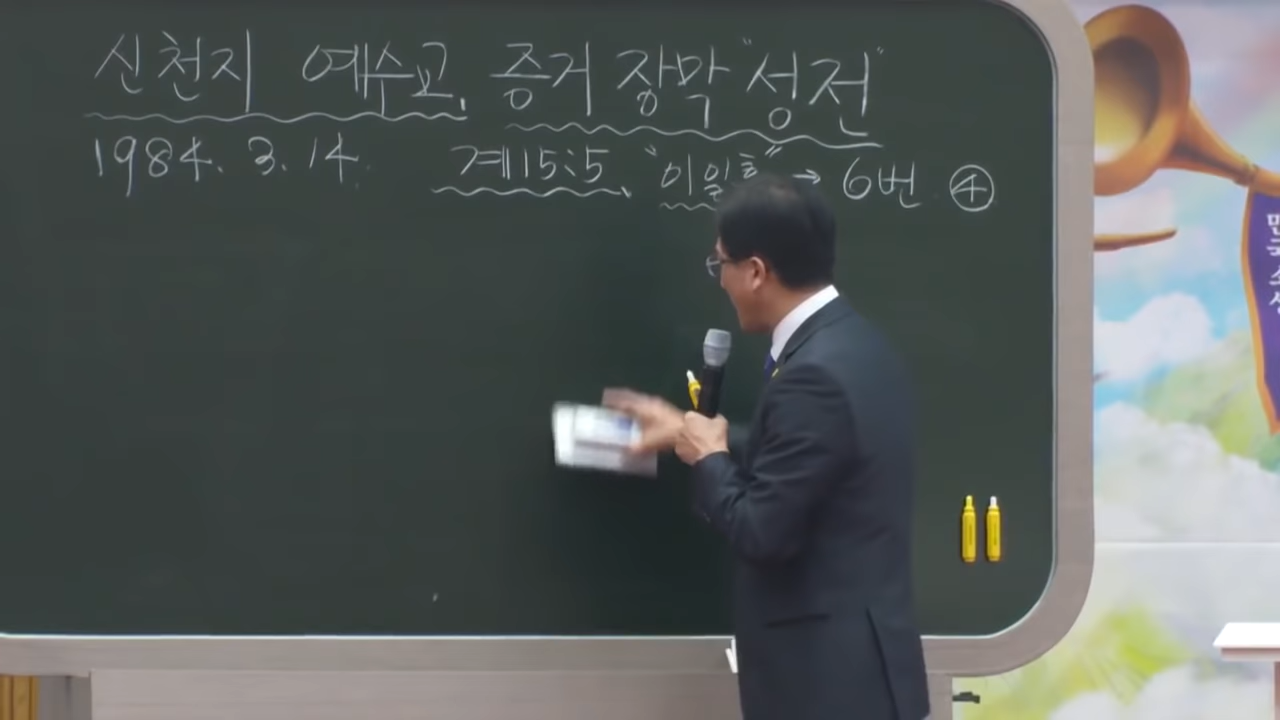 신천지 예수교, 증거 장막 "성전"
1984. 3. 14. 계15:5, "이일후" → 6번 ④